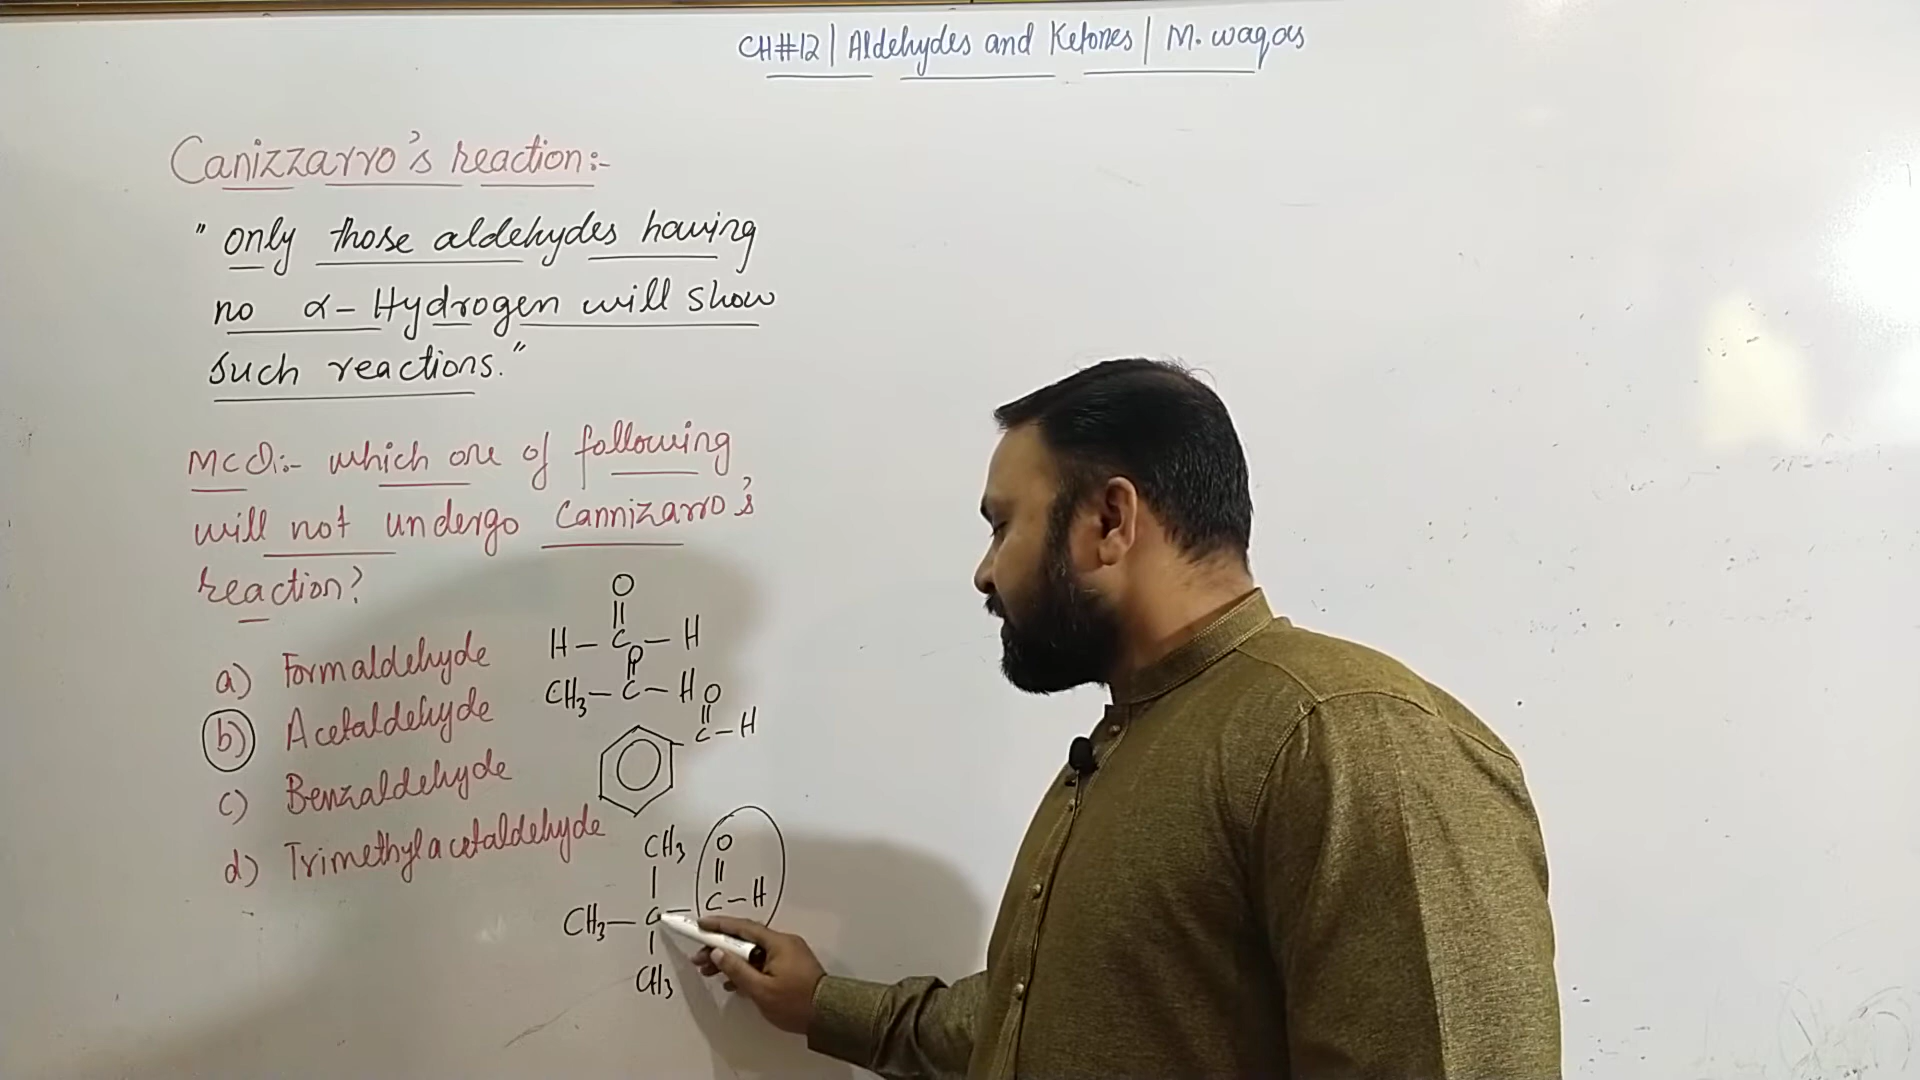 CH#12 | Aldehydes and Ketones | M. waqas
Canizzarro's reaction:-
" only those aldehydes having
no α-Hydrogen will show
such reactions."
MCQ:- which one of following
will not undergo Cannizarro's
reaction?
a) Formaldehyde
b) Acetaldehyde
c) Benzaldehyde
d) Trimethylacetaldehyde
O
||
H – C – H
O
||
CH₃ – C – H
O
||
C – H
CH₃ O
| ||
CH₃ – C – C – H
|
CH₃